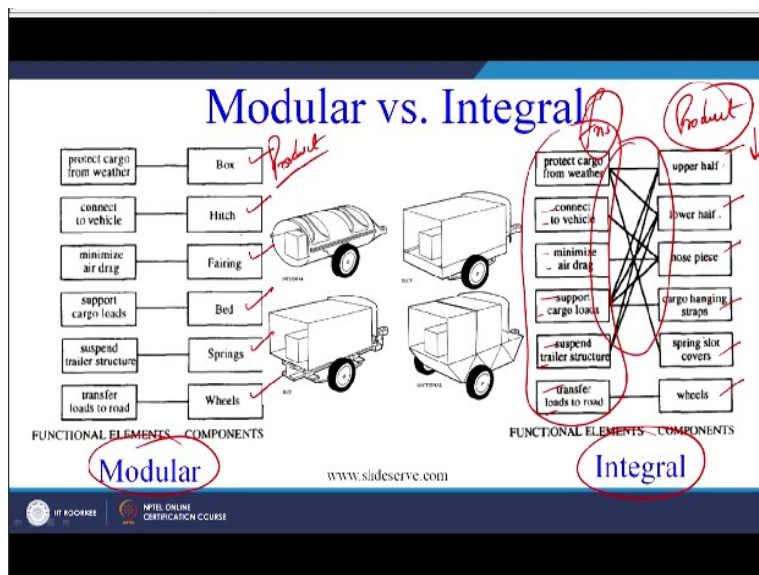 Modular vs. Integral
protect cargo
from weather
Box
Product
connect
to vehicle
Hitch
minimize
air drag
Fairing
support
cargo loads
Bed
suspend
trailer structure
Springs
transfer
loads to road
Wheels
FUNCTIONAL ELEMENTS COMPONENTS
Modular
INTEGRAL
SECTIONAL
www.slideserve.com
fns
Product
protect cargo
from weather
upper half
connect
to vehicle
lower half
minimize
air drag
nose piece
support
cargo loads
cargo hanging
straps
suspend
trailer structure
spring slot
covers
transfer
loads to road
wheels
FUNCTIONAL ELEMENTS COMPONENTS
Integral
IIT ROORKEE
NPTEL ONLINE
CERTIFICATION COURSE